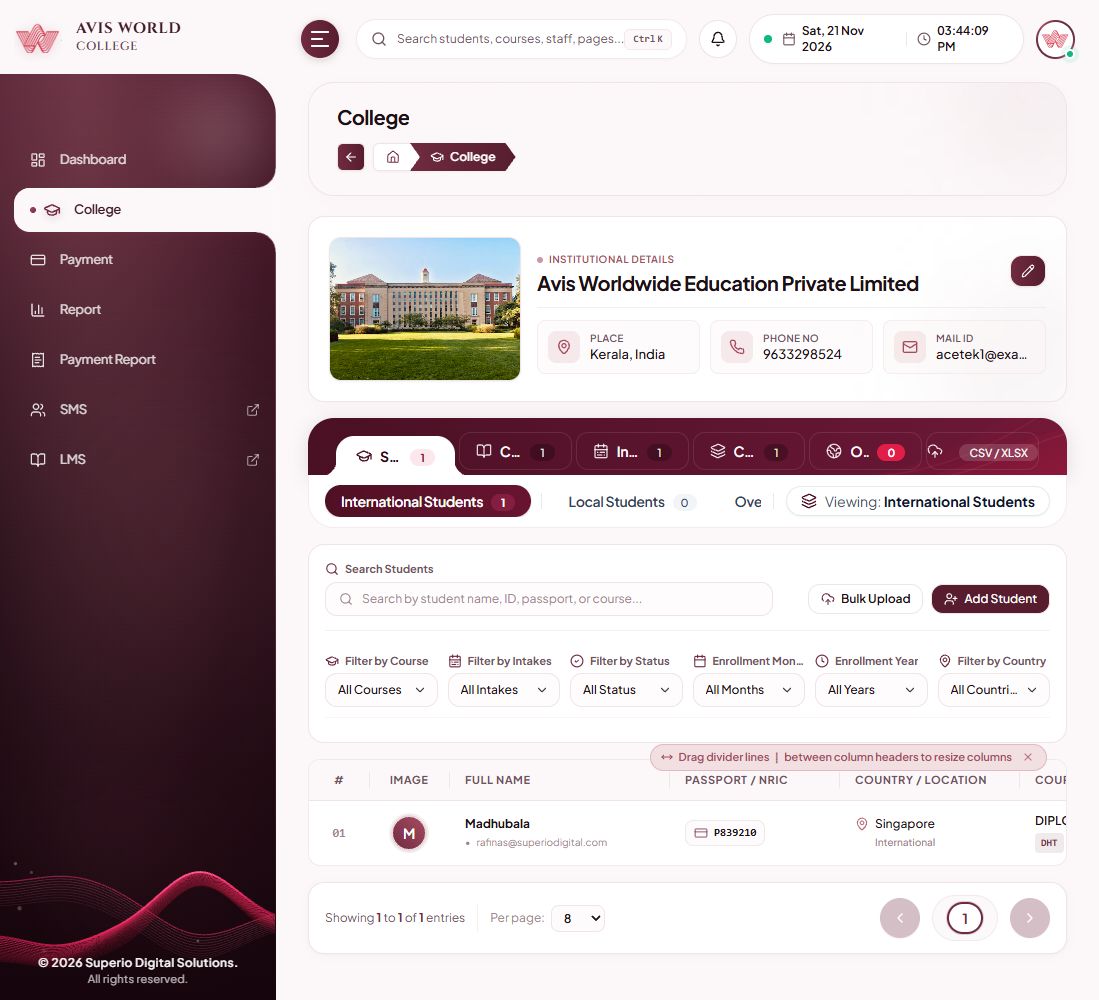 AVIS WORLD
COLLEGE
Search students, courses, staff, pages... Ctrl K
Sat, 21 Nov 2026
03:44:09 PM
Dashboard
College
Payment
Report
Payment Report
SMS
LMS
© 2026 Superio Digital Solutions.
All rights reserved.
College
College
INSTITUTIONAL DETAILS
Avis Worldwide Education Private Limited
PLACE
Kerala, India
PHONE NO
9633298524
MAIL ID
acetek1@exa...
S... 1
C... 1
In... 1
C... 1
O.. 0
CSV / XLSX
International Students 1
Local Students 0
Ove
Viewing: International Students
Search Students
Search by student name, ID, passport, or course...
Bulk Upload
Add Student
Filter by Course
Filter by Intakes
Filter by Status
Enrollment Mon...
Enrollment Year
Filter by Country
All Courses
All Intakes
All Status
All Months
All Years
All Countri...
Drag divider lines | between column headers to resize columns
# IMAGE FULL NAME PASSPORT / NRIC COUNTRY / LOCATION COUR
01 M Madhubala P839210 Singapore DIPLO
rafinas@superiodigital.com International DHT
Showing 1 to 1 of 1 entries
Per page: 8
1